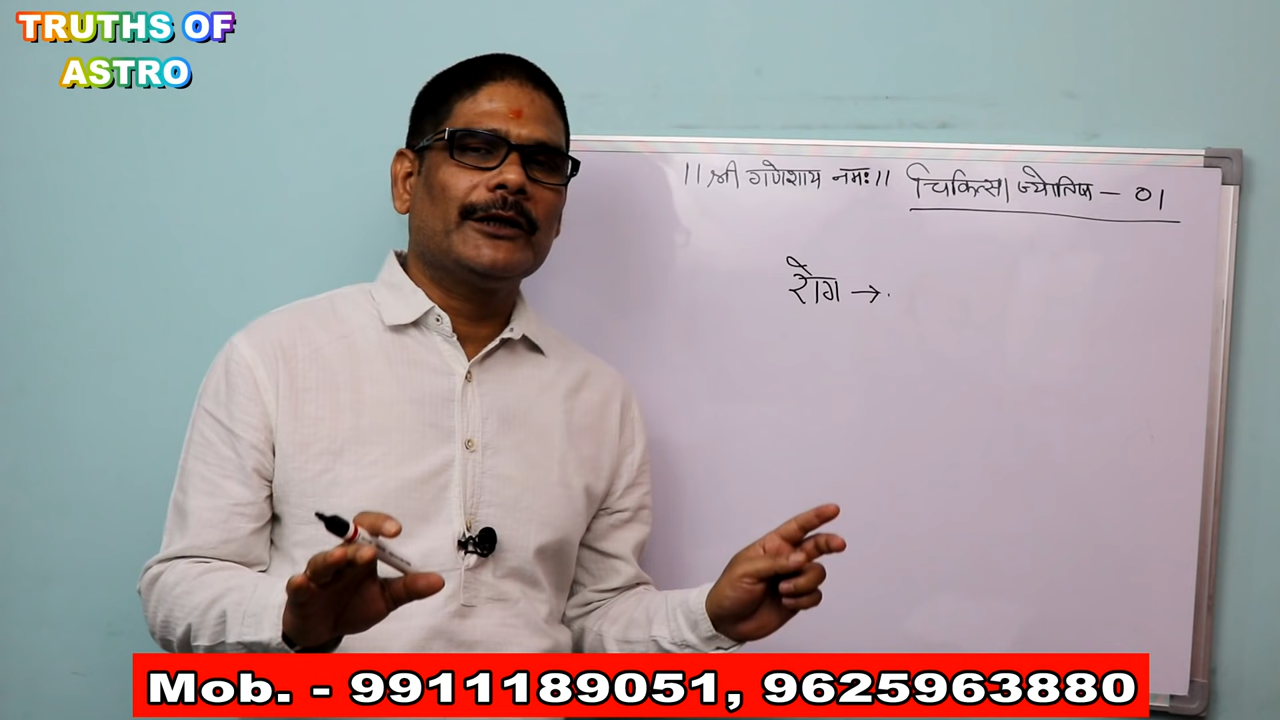 TRUTHS OF
ASTRO
।। श्री गणेशाय नमः ।। चिकित्सा ज्योतिष - 01
रोग →
Mob. - 9911189051, 9625963880